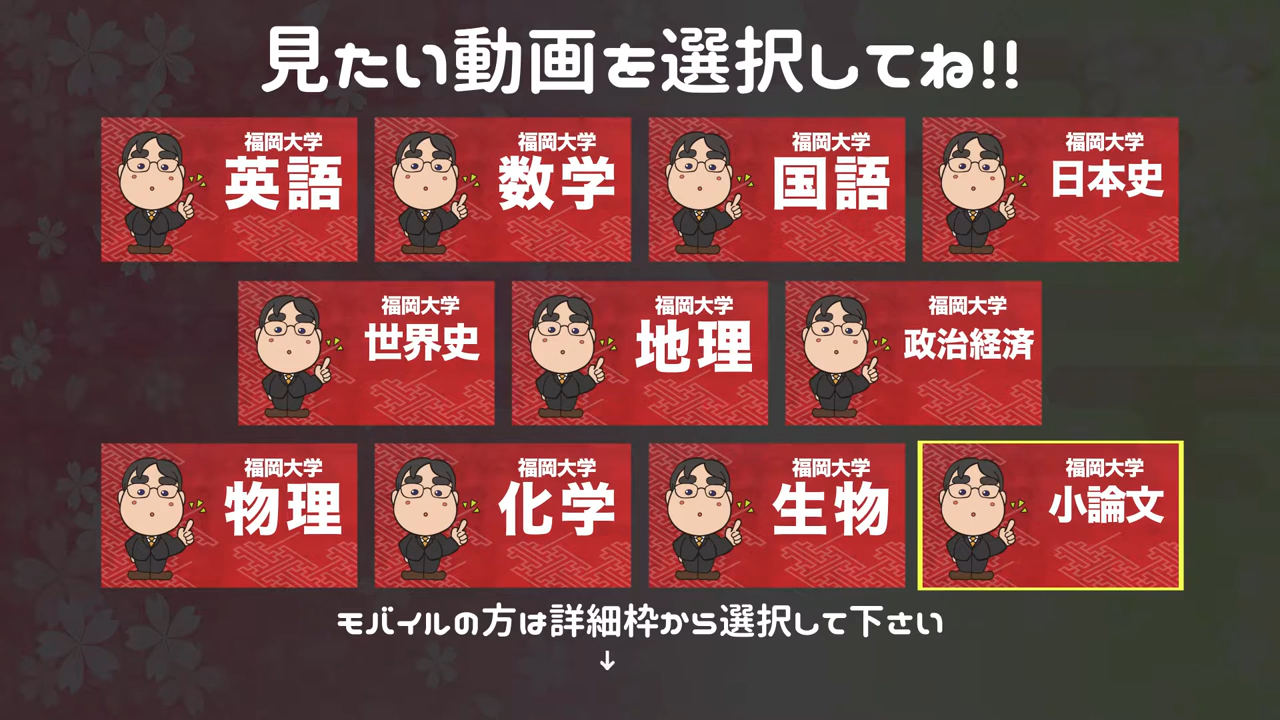 見たい動画を選択してね!!
福岡大学
英語
福岡大学
数学
福岡大学
国語
福岡大学
日本史
福岡大学
世界史
福岡大学
地理
福岡大学
政治経済
福岡大学
物理
福岡大学
化学
福岡大学
生物
福岡大学
小論文
モバイルの方は詳細枠から選択して下さい
↓